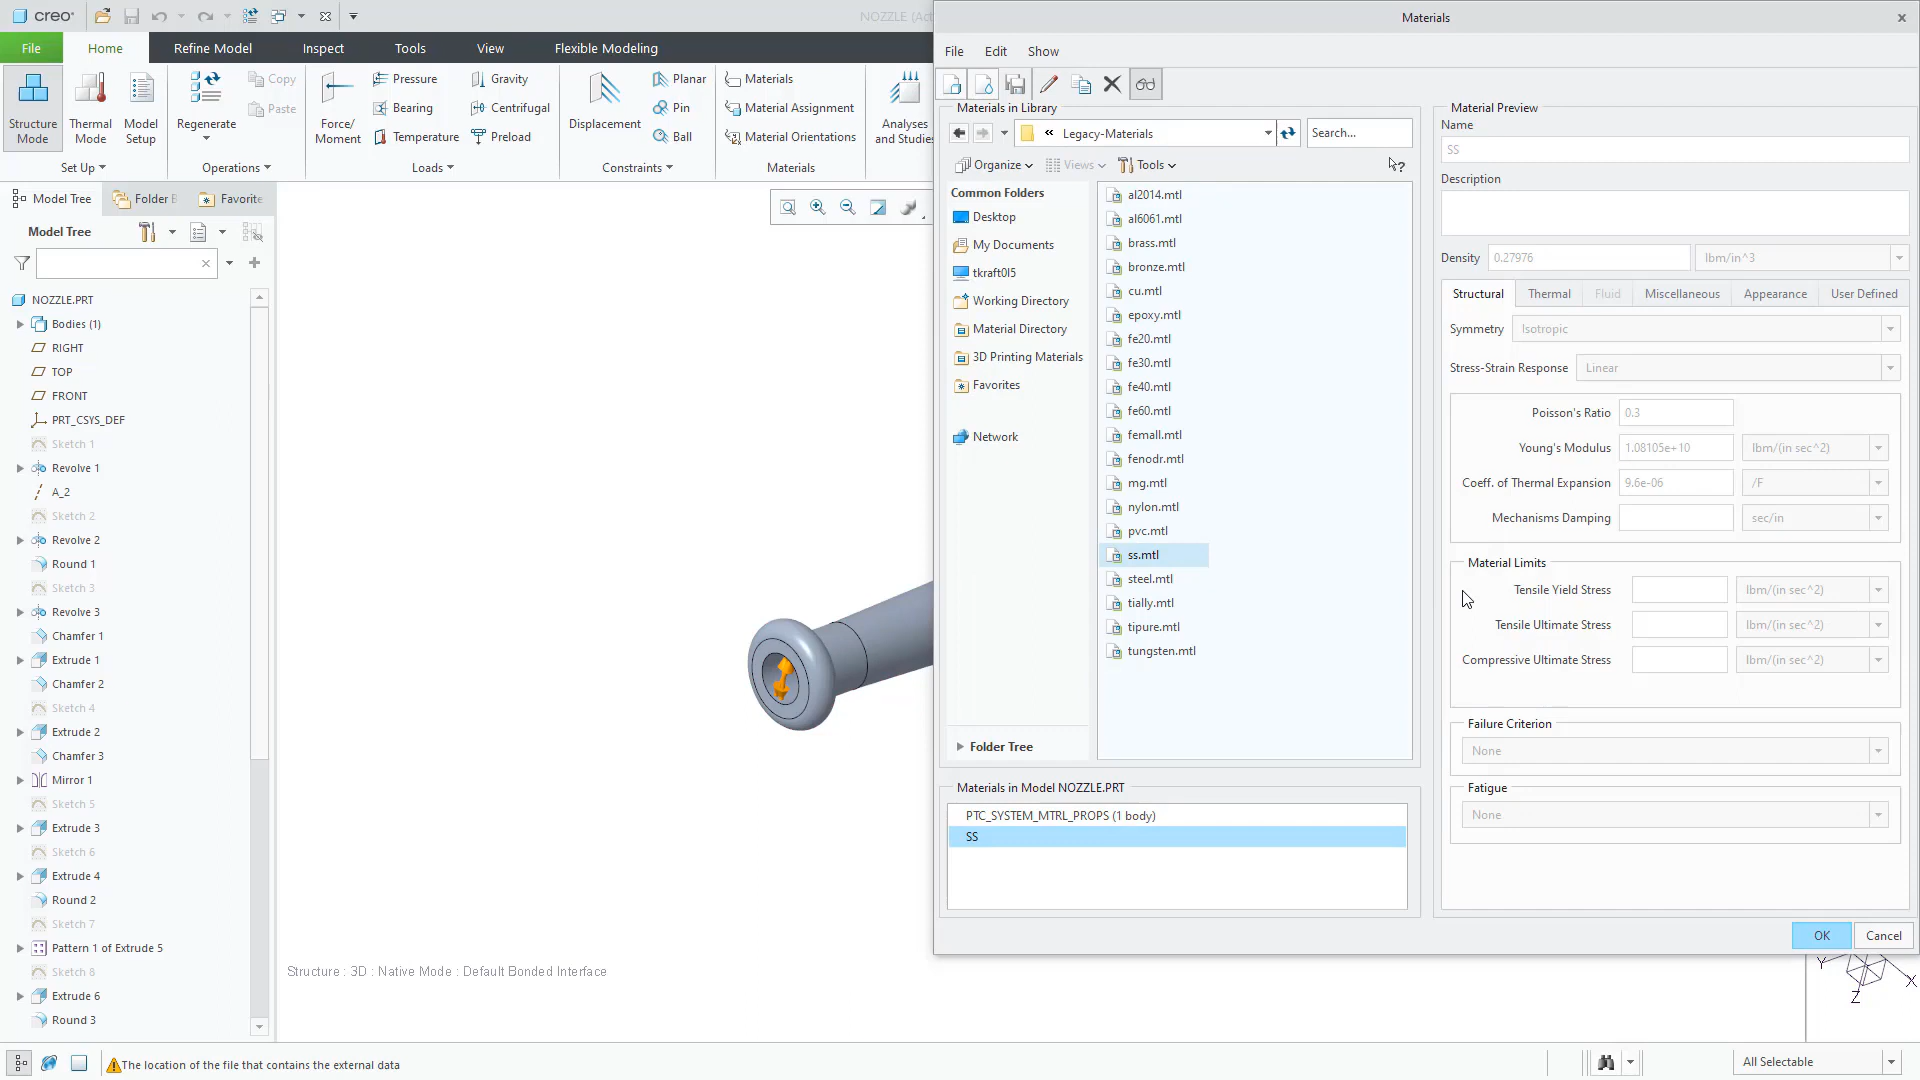 creo
NOZZLE (Ac
File
Home
Refine Model
Inspect
Tools
View
Flexible Modeling
Structure Mode
Thermal Mode
Model Setup
Set Up
Regenerate
Copy
Paste
Operations
Force/Moment
Pressure
Bearing
Temperature
Gravity
Centrifugal
Preload
Loads
Displacement
Planar
Pin
Ball
Constraints
Materials
Material Assignment
Material Orientations
Materials
Analyses and Studie
Model Tree
Folder B
Favorite
Model Tree
NOZZLE.PRT
Bodies (1)
RIGHT
TOP
FRONT
PRT_CSYS_DEF
Sketch 1
Revolve 1
A_2
Sketch 2
Revolve 2
Round 1
Sketch 3
Revolve 3
Chamfer 1
Extrude 1
Chamfer 2
Sketch 4
Extrude 2
Chamfer 3
Mirror 1
Sketch 5
Extrude 3
Sketch 6
Extrude 4
Round 2
Sketch 7
Pattern 1 of Extrude 5
Sketch 8
Extrude 6
Round 3
Structure : 3D : Native Mode : Default Bonded Interface
Materials
File
Edit
Show
Materials in Library
Legacy-Materials
Search...
Organize
Views
Tools
Common Folders
Desktop
My Documents
tkraft0l5
Working Directory
Material Directory
3D Printing Materials
Favorites
Network
Folder Tree
al2014.mtl
al6061.mtl
brass.mtl
bronze.mtl
cu.mtl
epoxy.mtl
fe20.mtl
fe30.mtl
fe40.mtl
fe60.mtl
femall.mtl
fenodr.mtl
mg.mtl
nylon.mtl
pvc.mtl
ss.mtl
steel.mtl
tially.mtl
tipure.mtl
tungsten.mtl
Materials in Model NOZZLE.PRT
PTC_SYSTEM_MTRL_PROPS (1 body)
SS
Material Preview
Name
SS
Description
Density 0.27976 lbm/in^3
Structural
Thermal
Fluid
Miscellaneous
Appearance
User Defined
Symmetry Isotropic
Stress-Strain Response Linear
Poisson's Ratio 0.3
Young's Modulus 1.08105e+10 lbm/(in sec^2)
Coeff. of Thermal Expansion 9.6e-06 /F
Mechanisms Damping sec/in
Material Limits
Tensile Yield Stress lbm/(in sec^2)
Tensile Ultimate Stress lbm/(in sec^2)
Compressive Ultimate Stress lbm/(in sec^2)
Failure Criterion
None
Fatigue
None
OK
Cancel
Y
X
Z
The location of the file that contains the external data
All Selectable